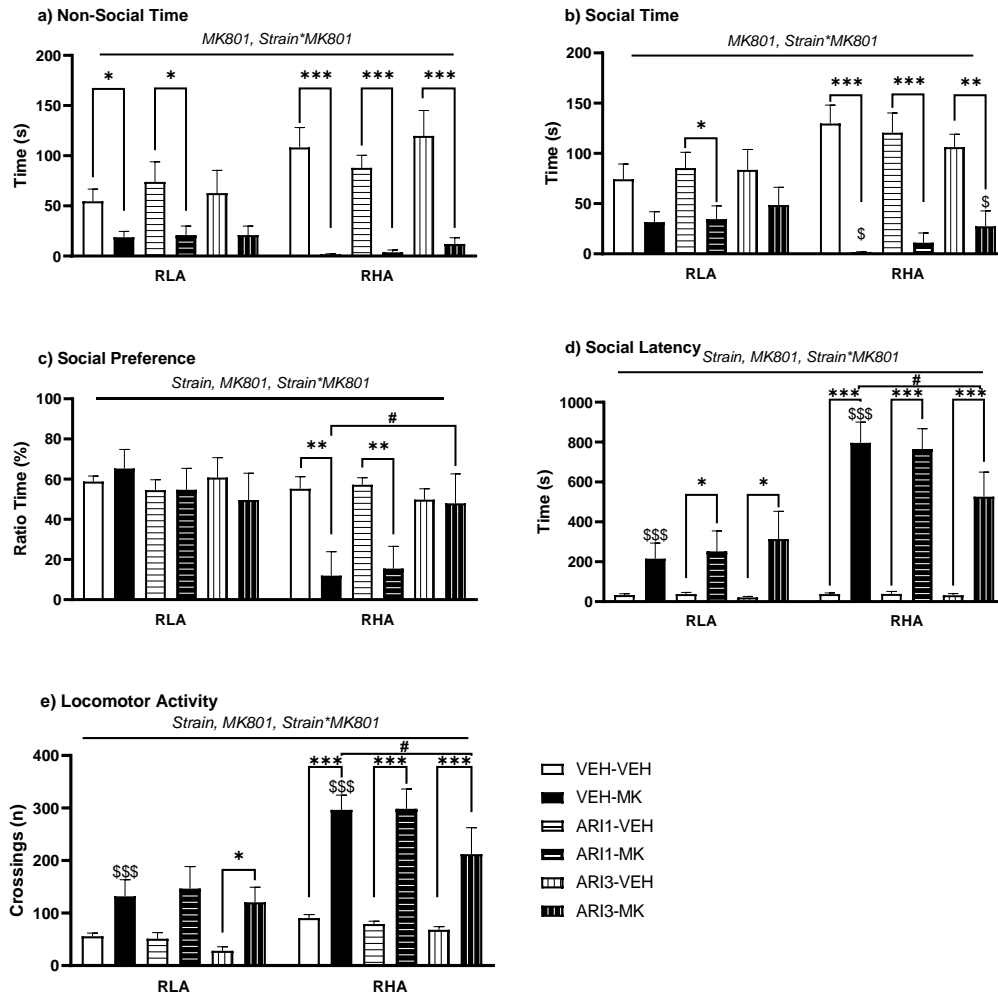 a) Non-Social Time
MK801, Strain*MK801
200
150
100
50
0
Time (s)
*
*
***
***
***
RLA
RHA
b) Social Time
MK801, Strain*MK801
200
150
100
50
0
Time (s)
*
***
***
**
$
$
RLA
RHA
c) Social Preference
Strain, MK801, Strain*MK801
100
80
60
40
20
0
Ratio Time (%)
**
**
#
RLA
RHA
d) Social Latency
Strain, MK801, Strain*MK801
1000
800
600
400
200
0
Time (s)
$$$
*
*
***
$$$
***
#
***
RLA
RHA
e) Locomotor Activity
Strain, MK801, Strain*MK801
400
300
200
100
0
Crossings (n)
$$$
*
***
$$$
***
#
***
RLA
RHA
VEH-VEH
VEH-MK
ARI1-VEH
ARI1-MK
ARI3-VEH
ARI3-MK